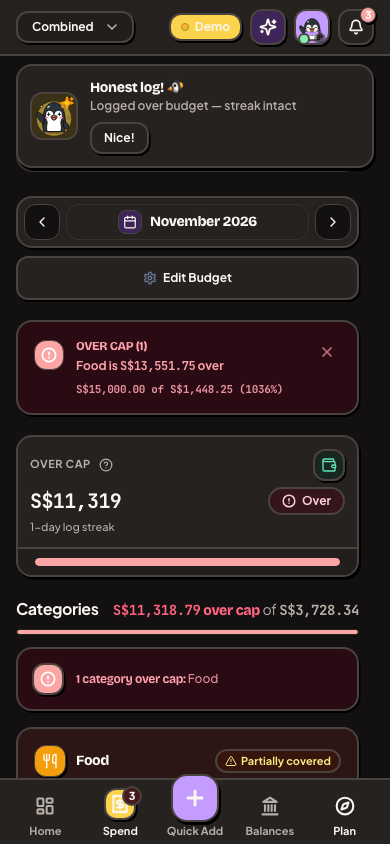 Combined
Demo
3
Honest log! 🐧
Logged over budget — streak intact
Nice!
November 2026
Edit Budget
OVER CAP (1)
Food is S$13,551.75 over
S$15,000.00 of S$1,448.25 (1036%)
OVER CAP
S$11,319
Over
1-day log streak
Categories S$11,318.79 over cap of S$3,728.34
1 category over cap: Food
Food
Partially covered
3
Home
Spend
Quick Add
Balances
Plan